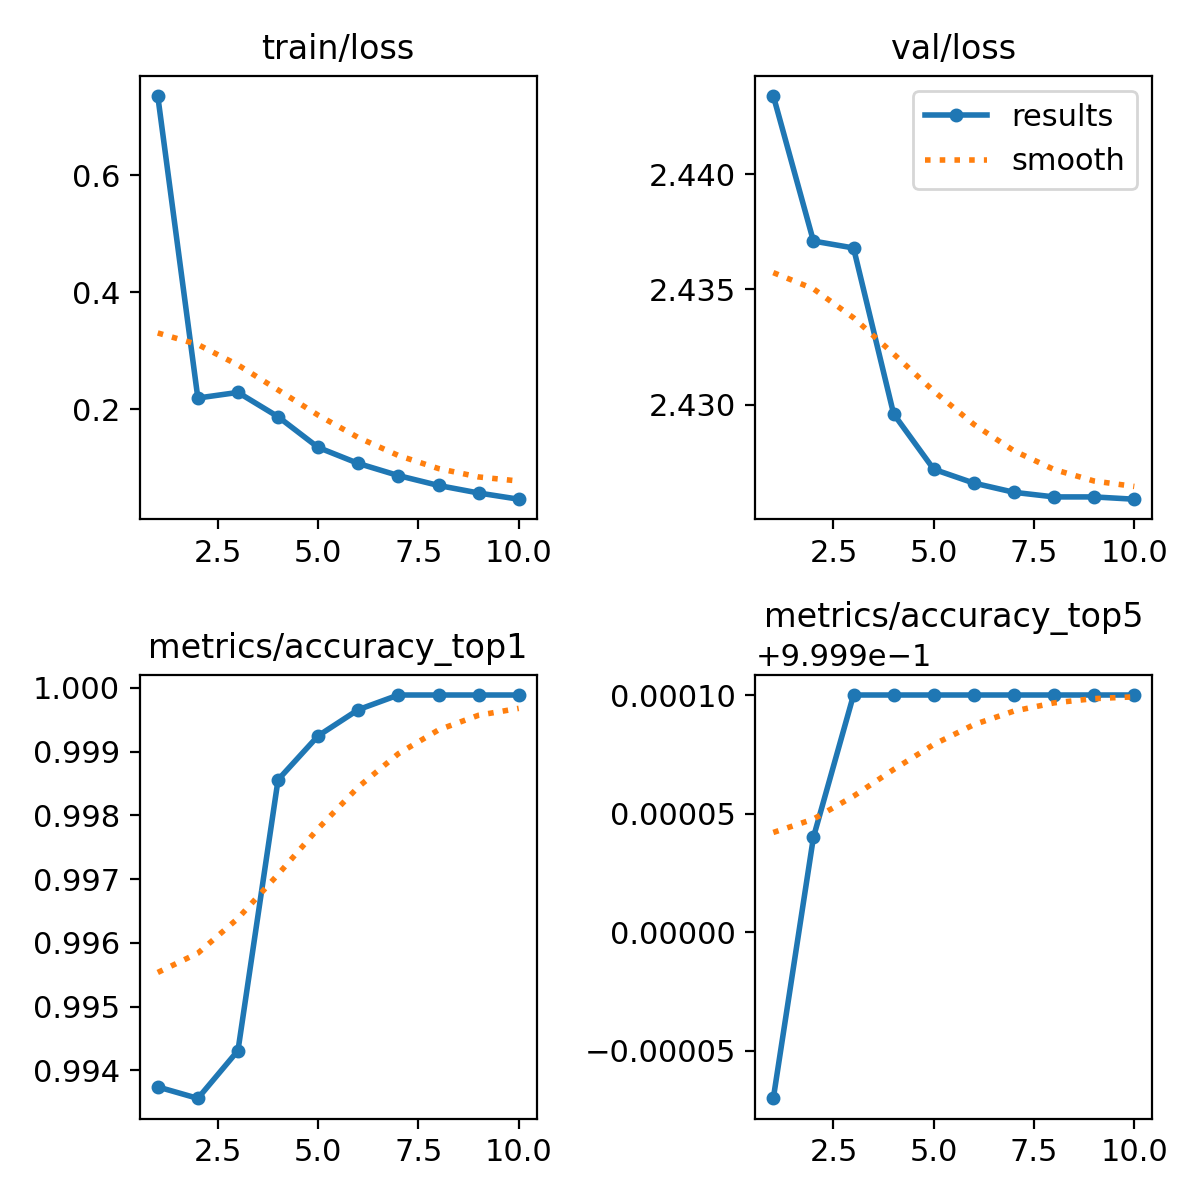 train/loss
0.6
0.4
0.2
2.5 5.0 7.5 10.0
val/loss
results
smooth
2.440
2.435
2.430
2.5 5.0 7.5 10.0
metrics/accuracy_top1
1.000
0.999
0.998
0.997
0.996
0.995
0.994
2.5 5.0 7.5 10.0
metrics/accuracy_top5
+9.999e−1
0.00010
0.00005
0.00000
−0.00005
2.5 5.0 7.5 10.0